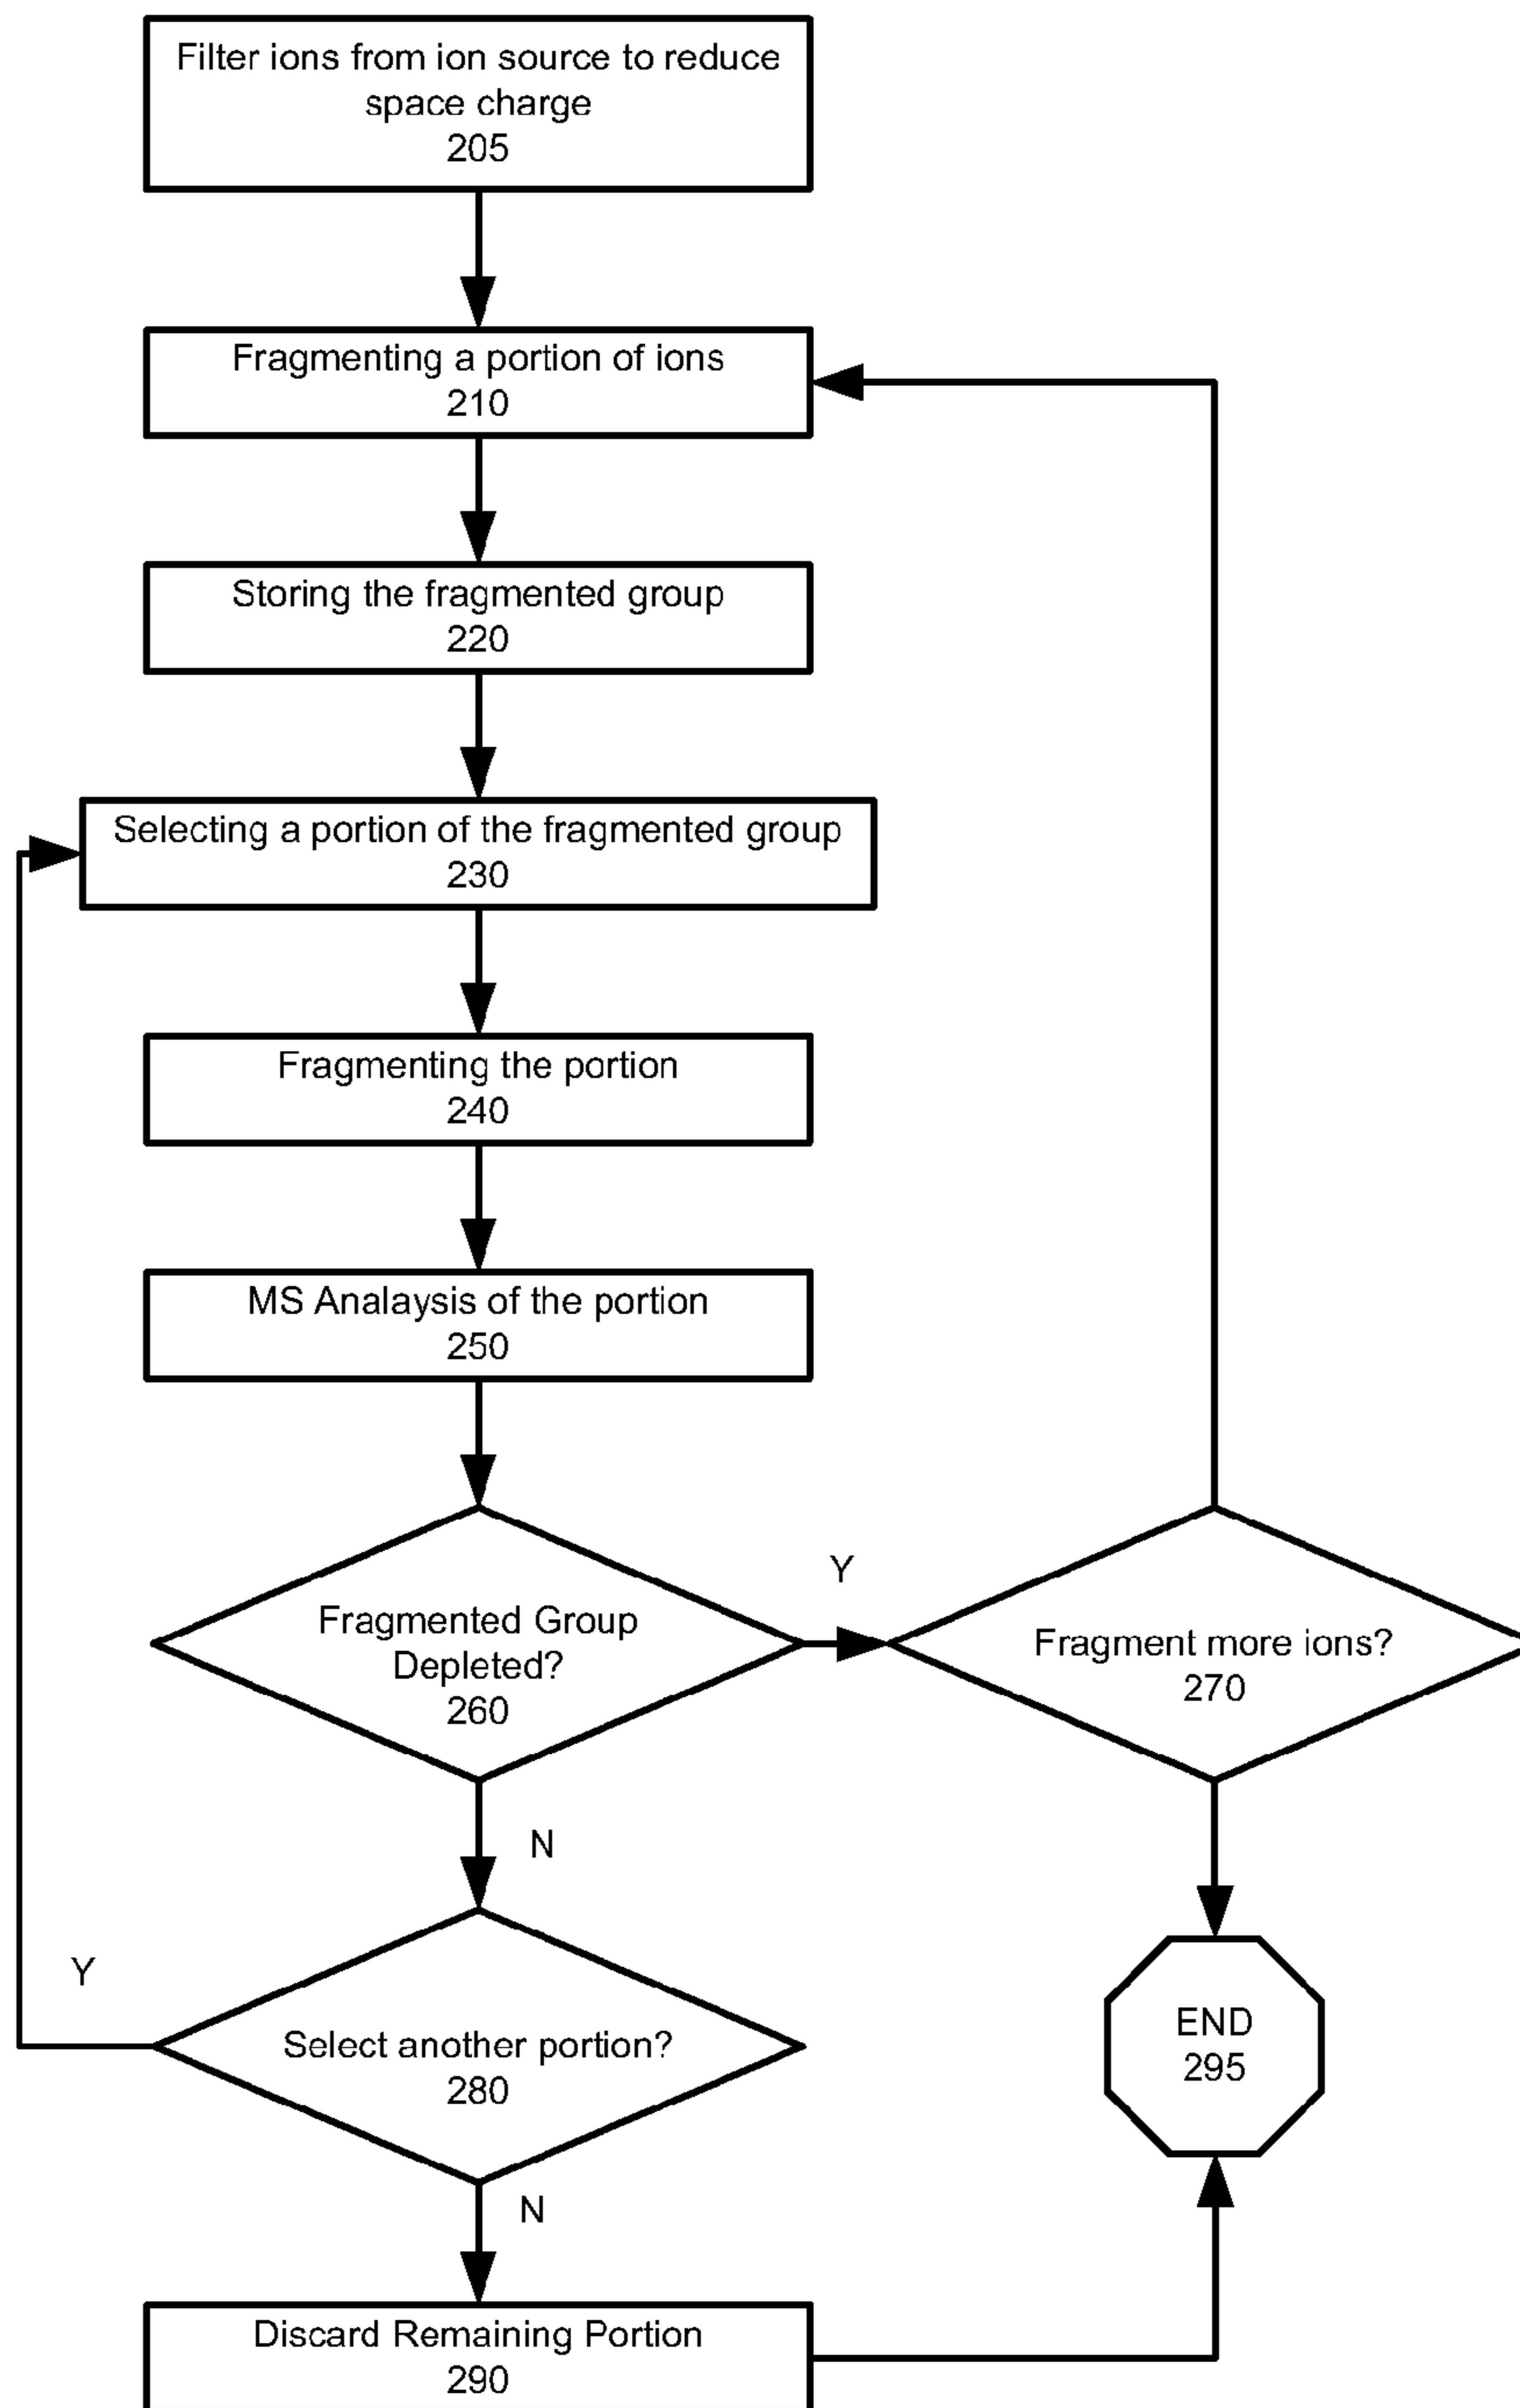 Filter ions from ion source to reduce
space charge
205
Fragmenting a portion of ions
210
Storing the fragmented group
220
Selecting a portion of the fragmented group
230
Fragmenting the portion
240
MS Analaysis of the portion
250
Fragmented Group
Depleted?
260
Y
Fragment more ions?
270
N
Y
Select another portion?
280
END
295
N
Discard Remaining Portion
290